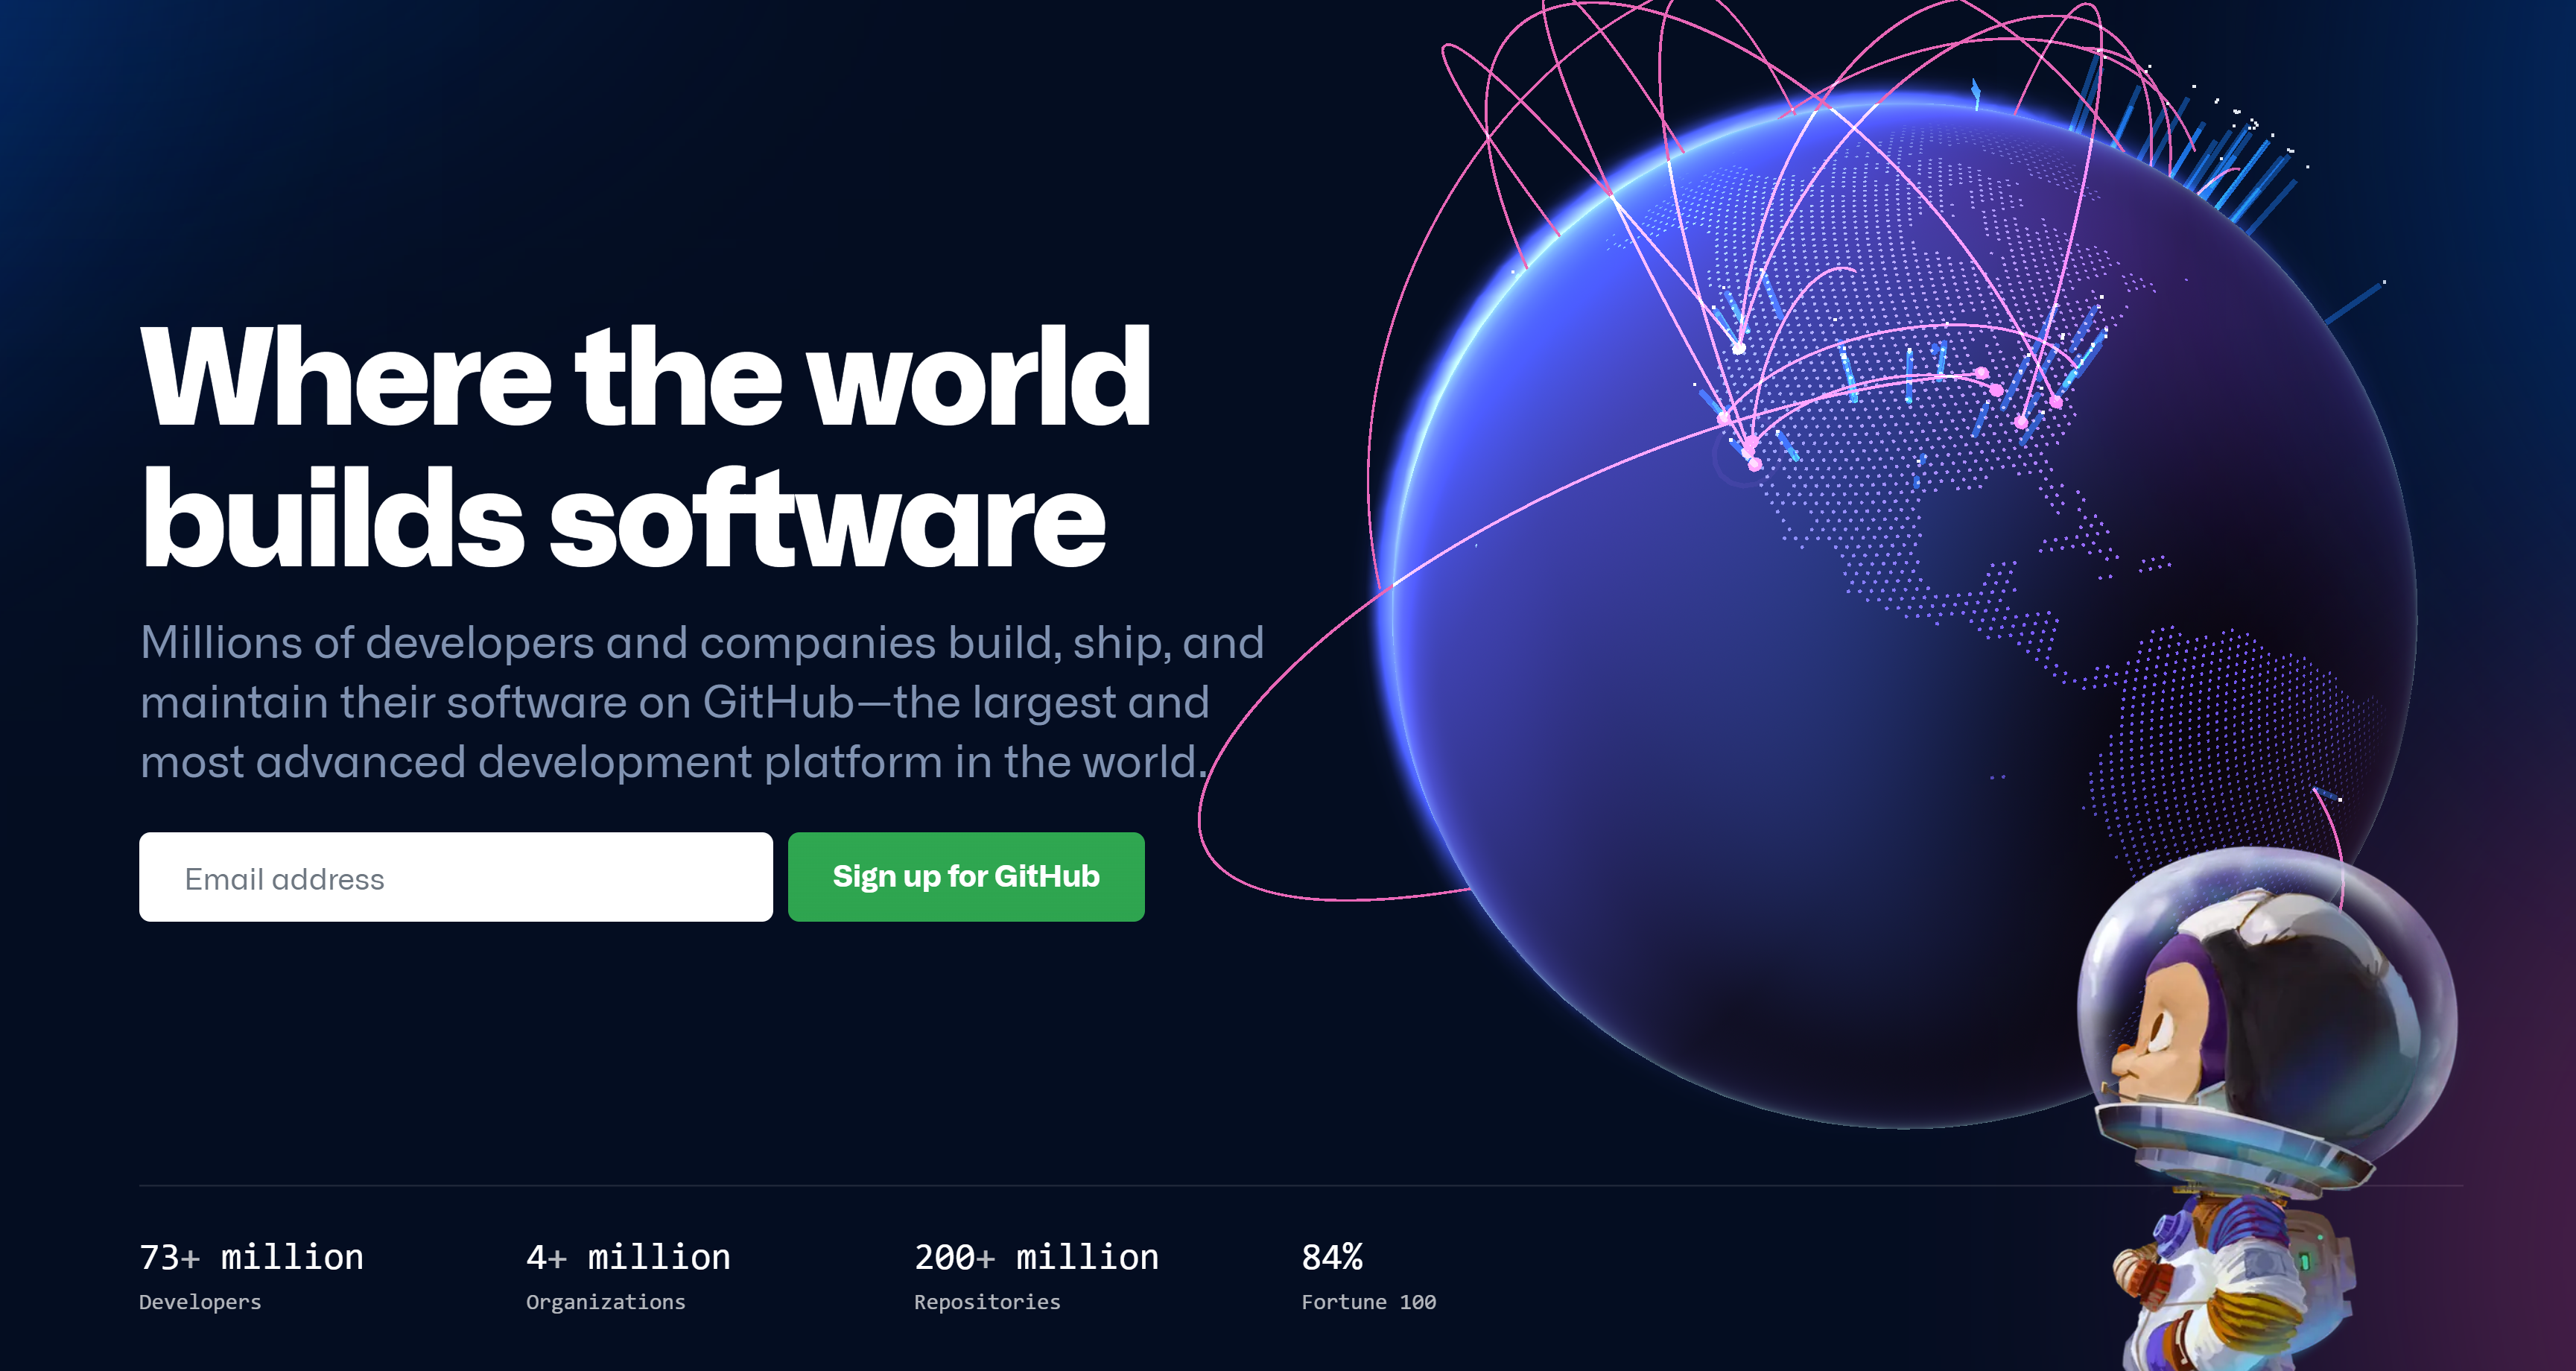 Where the world
builds software
Millions of developers and companies build, ship, and
maintain their software on GitHub—the largest and
most advanced development platform in the world.
Email address
Sign up for GitHub
73+ million
Developers
4+ million
Organizations
200+ million
Repositories
84%
Fortune 100